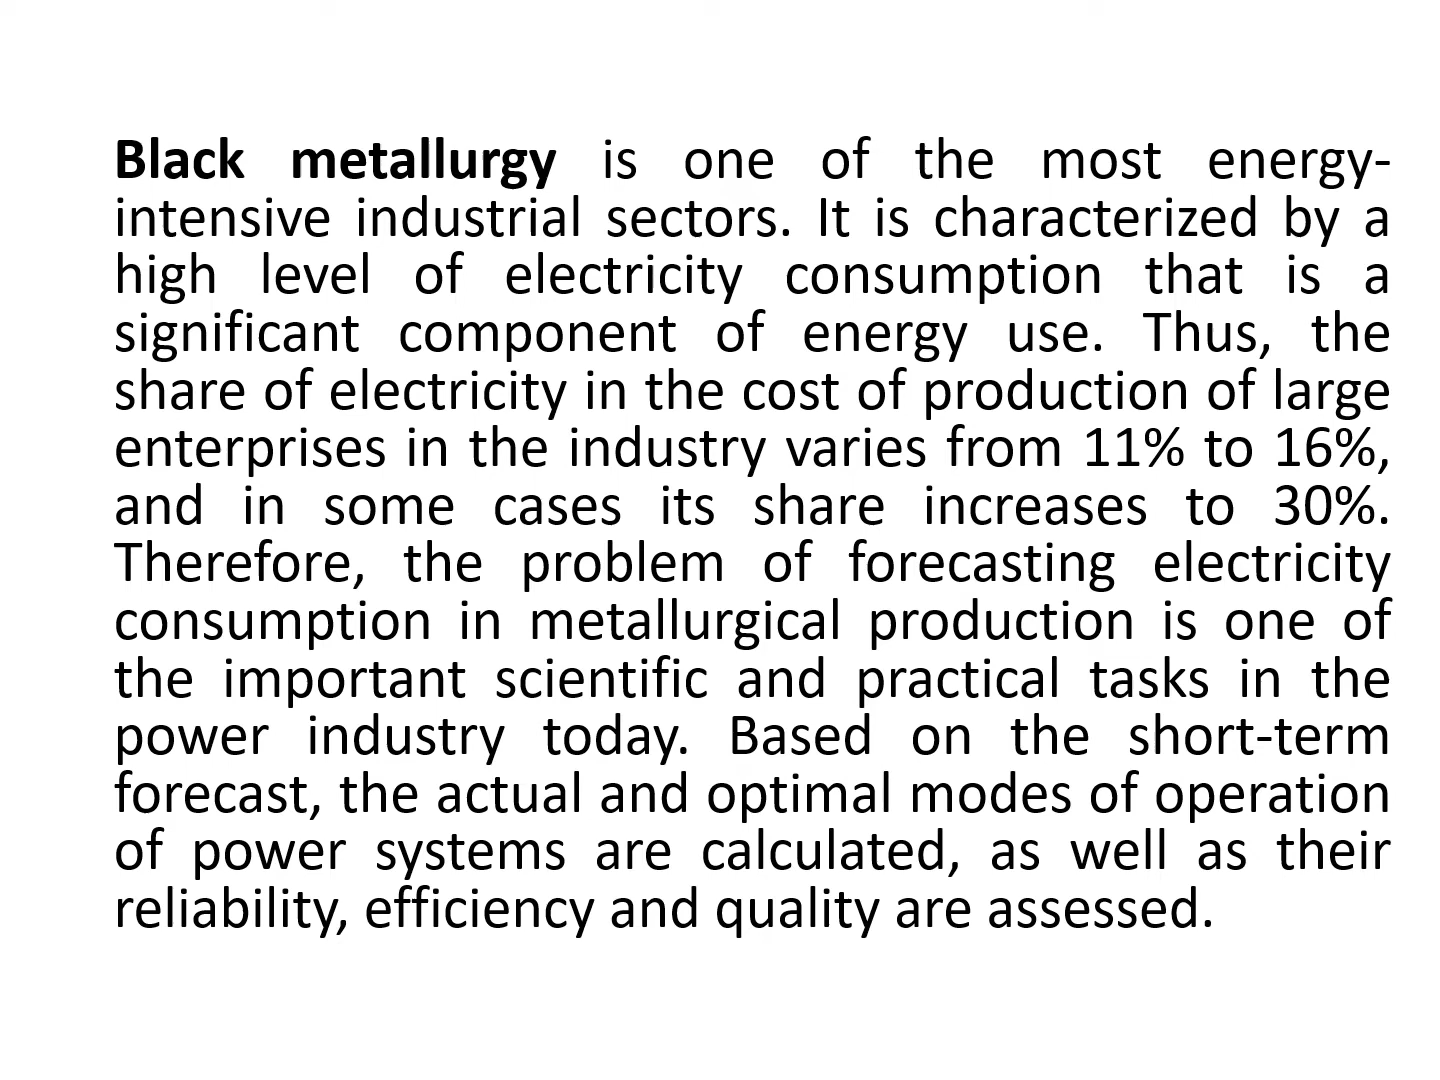 Black metallurgy is one of the most energy-
intensive industrial sectors. It is characterized by a
high level of electricity consumption that is a
significant component of energy use. Thus, the
share of electricity in the cost of production of large
enterprises in the industry varies from 11% to 16%,
and in some cases its share increases to 30%.
Therefore, the problem of forecasting electricity
consumption in metallurgical production is one of
the important scientific and practical tasks in the
power industry today. Based on the short-term
forecast, the actual and optimal modes of operation
of power systems are calculated, as well as their
reliability, efficiency and quality are assessed.